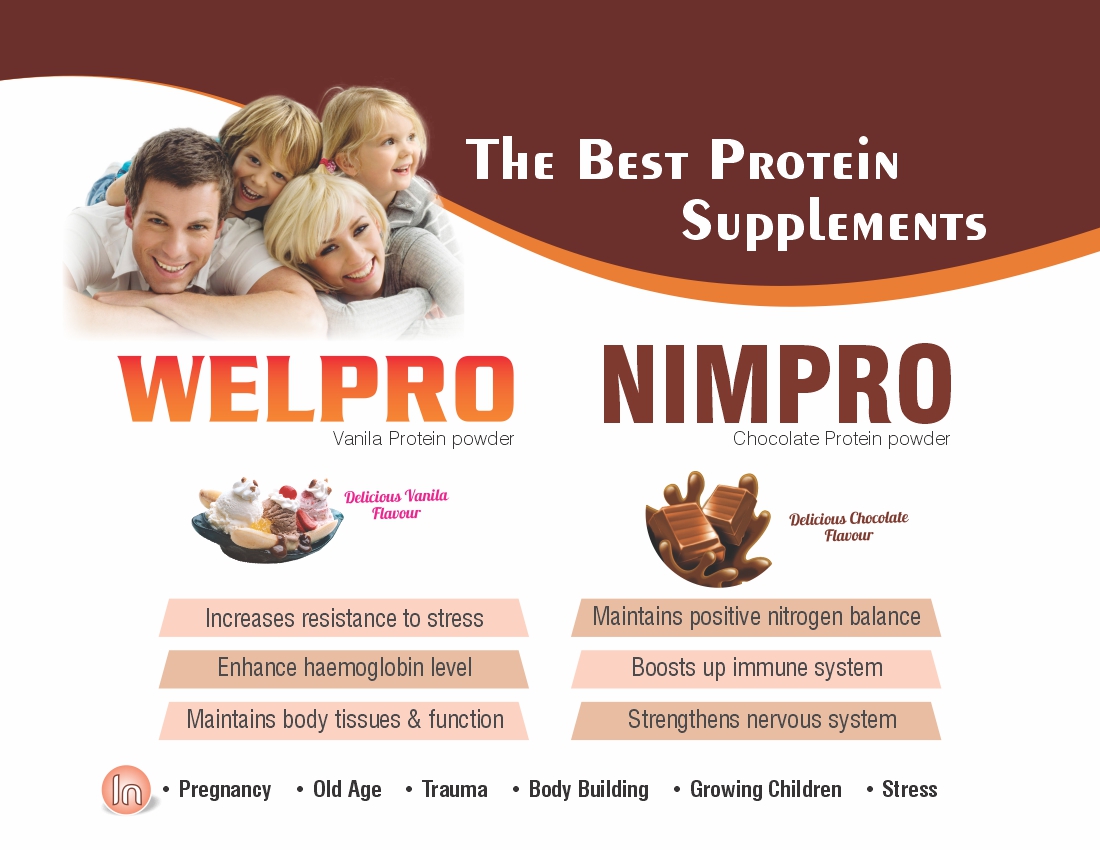 The Best Protein
Supplements
WELPRO
Vanila Protein powder
NIMPRO
Chocolate Protein powder
Delicious Vanila
Flavour
Delicious Chocolate
Flavour
Increases resistance to stress
Enhance haemoglobin level
Maintains body tissues & function
Maintains positive nitrogen balance
Boosts up immune system
Strengthens nervous system
In • Pregnancy • Old Age • Trauma • Body Building • Growing Children • Stress